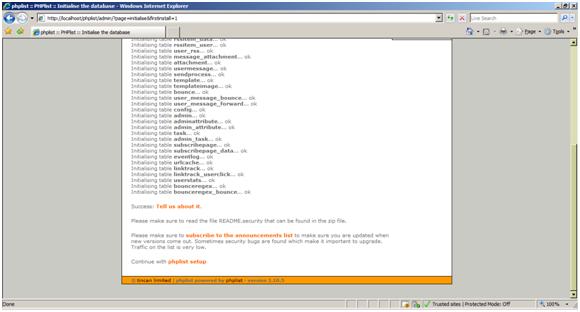 phplist :: PHPlist :: Initialise the database - Windows Internet Explorer
http://localhost/phplist/admin/?page=initialise&firstinstall=1
Live Search
phplist :: PHPlist :: Initialise the database
Page
Tools
Initialising table rssitem_data... ok
Initialising table rssitem_user... ok
Initialising table user_rss... ok
Initialising table message_attachment... ok
Initialising table attachment... ok
Initialising table usermessage... ok
Initialising table sendprocess... ok
Initialising table template... ok
Initialising table templateimage... ok
Initialising table bounce... ok
Initialising table user_message_bounce... ok
Initialising table user_message_forward... ok
Initialising table config... ok
Initialising table admin... ok
Initialising table adminattribute... ok
Initialising table admin_attribute... ok
Initialising table task... ok
Initialising table admin_task... ok
Initialising table subscribepage... ok
Initialising table subscribepage_data... ok
Initialising table eventlog... ok
Initialising table urlcache... ok
Initialising table linktrack... ok
Initialising table linktrack_userclick... ok
Initialising table userstats... ok
Initialising table bounceregex... ok
Initialising table bounceregex_bounce... ok
Success: Tell us about it.
Please make sure to read the file README.security that can be found in the zip file.
Please make sure to subscribe to the announcements list to make sure you are updated when
new versions come out. Sometimes security bugs are found which make it important to upgrade.
Traffic on the list is very low.
Continue with phplist setup
© tincan limited | phplist powered by phplist - version 2.10.5
Done
Trusted sites | Protected Mode: Off
100%